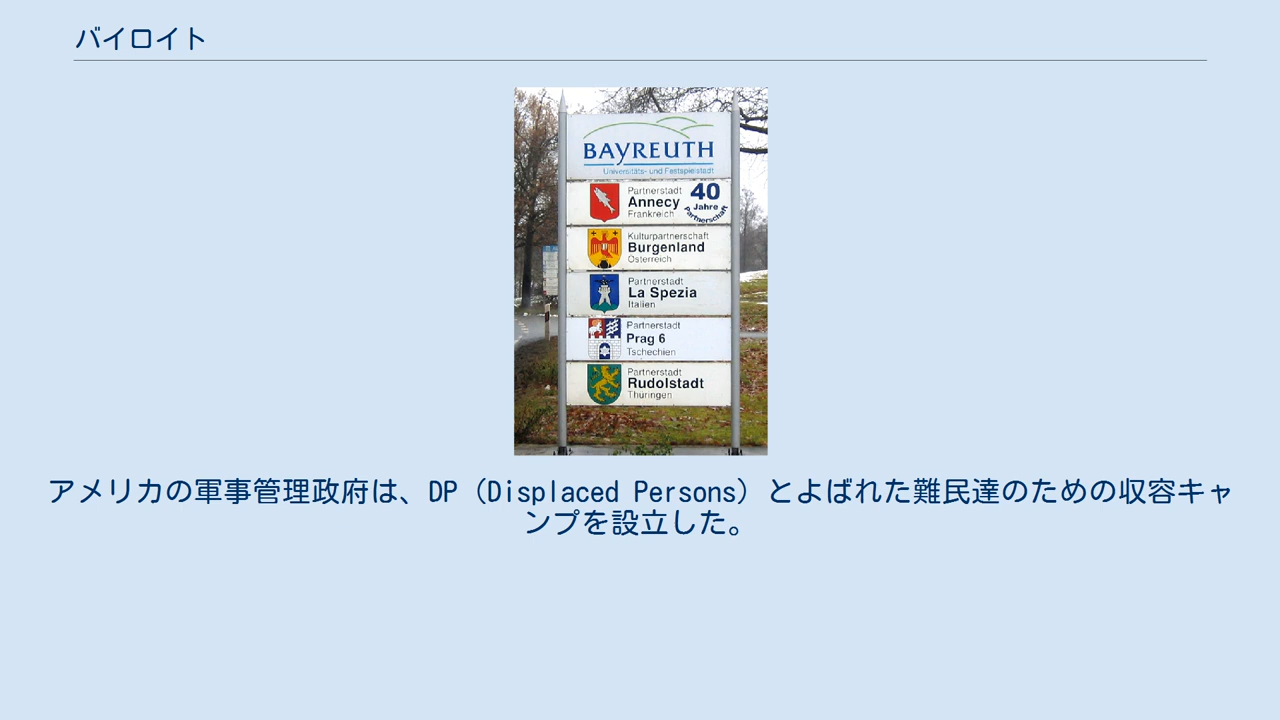 バイロイト
BAYREUTH
Universitäts- und Festspielstadt
Partnerstadt
Annecy
Frankreich
40
Jahre
Partnerschaft
Kulturpartnerschaft
Burgenland
Österreich
Partnerstadt
La Spezia
Italien
Partnerstadt
Prag 6
Tschechien
Partnerstadt
Rudolstadt
Thüringen
アメリカの軍事管理政府は、DP（Displaced Persons）とよばれた難民達のための収容キャ
ンプを設立した。